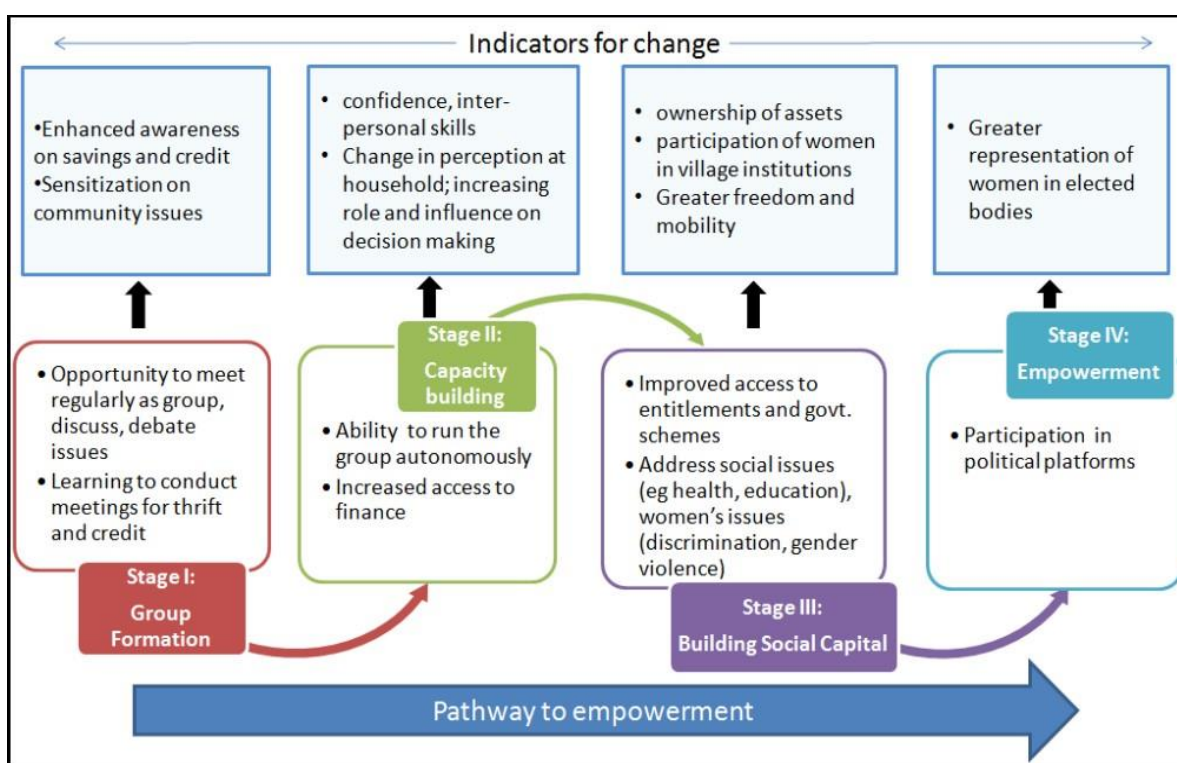 Indicators for change
•Enhanced awareness
on savings and credit
•Sensitization on
community issues
• confidence, inter-
personal skills
• Change in perception at
household; increasing
role and influence on
decision making
• ownership of assets
• participation of women
in village institutions
• Greater freedom and
mobility
• Greater
representation of
women in elected
bodies
• Opportunity to meet
regularly as group,
discuss, debate
issues
• Learning to conduct
meetings for thrift
and credit
Stage I:
Group
Formation
Stage II:
Capacity
building
• Ability to run the
group autonomously
• Increased access to
finance
• Improved access to
entitlements and govt.
schemes
• Address social issues
(eg health, education),
women's issues
(discrimination, gender
violence)
Stage III:
Building Social Capital
Stage IV:
Empowerment
• Participation in
political platforms
Pathway to empowerment